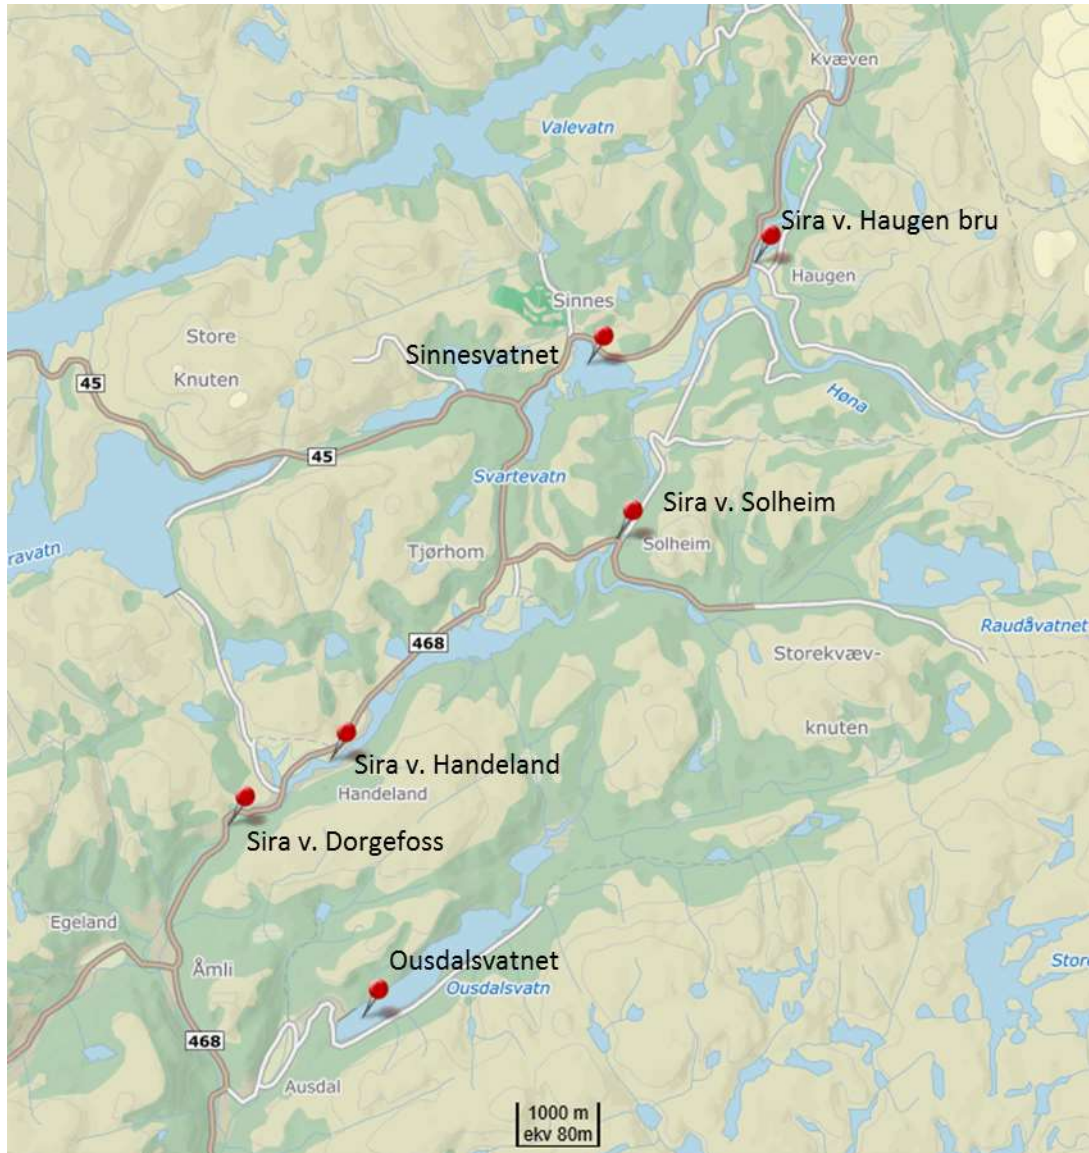 Kvæven
Valevatn
Sira v. Haugen bru
Haugen
Sinnes
Store
Knuten
Sinnesvatnet
45
Høna
45
Svartevatn
Sira v. Solheim
Solheim
Tjørhom
ravatn
Raudåvatnet
468
Storekvæv-
knuten
Sira v. Handeland
Handeland
Sira v. Dorgefoss
Egeland
Ousdalsvatnet
Store
Åmli
Ousdalsvatn
468
Ausdal
1000 m
ekv 80m